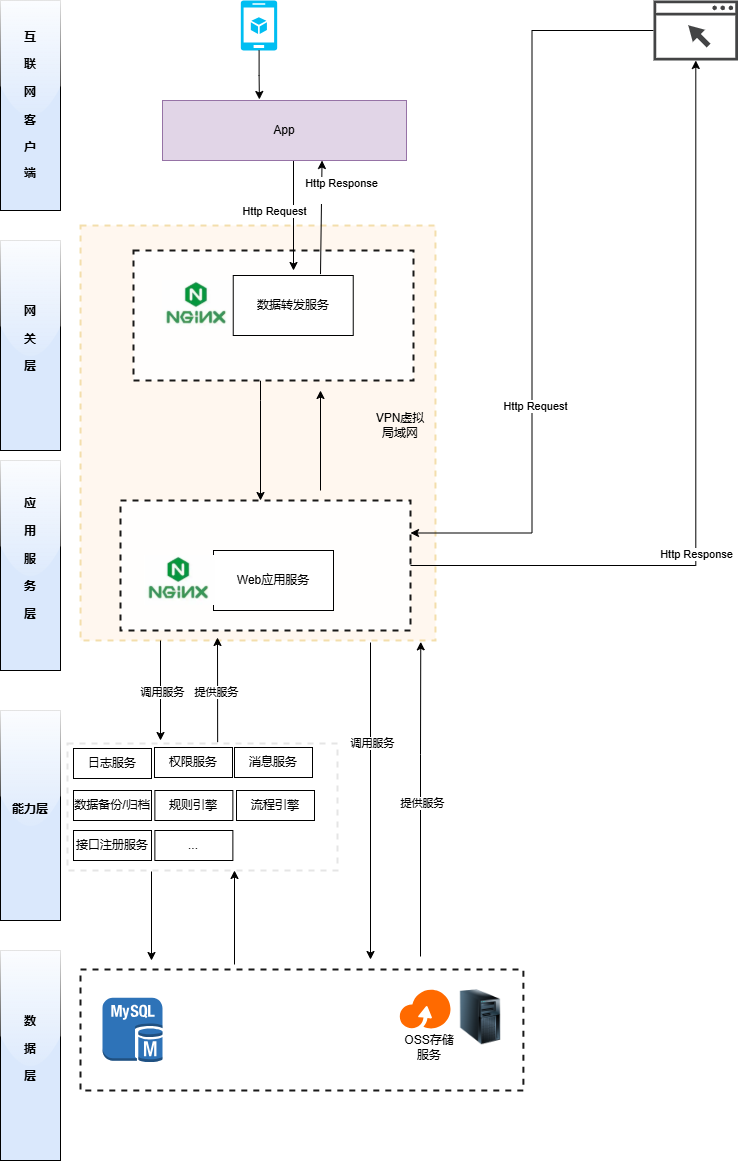 互
联
网
客
户
端
App
Http Response
Http Request
网
关
层
NGINX
数据转发服务
VPN虚拟
局域网
Http Request
应
用
服
务
层
NGINX
Web应用服务
Http Response
调用服务
提供服务
调用服务
提供服务
能力层
日志服务
权限服务
消息服务
数据备份/归档
规则引擎
流程引擎
接口注册服务
...
数
据
层
MySQL
M
OSS存储
服务